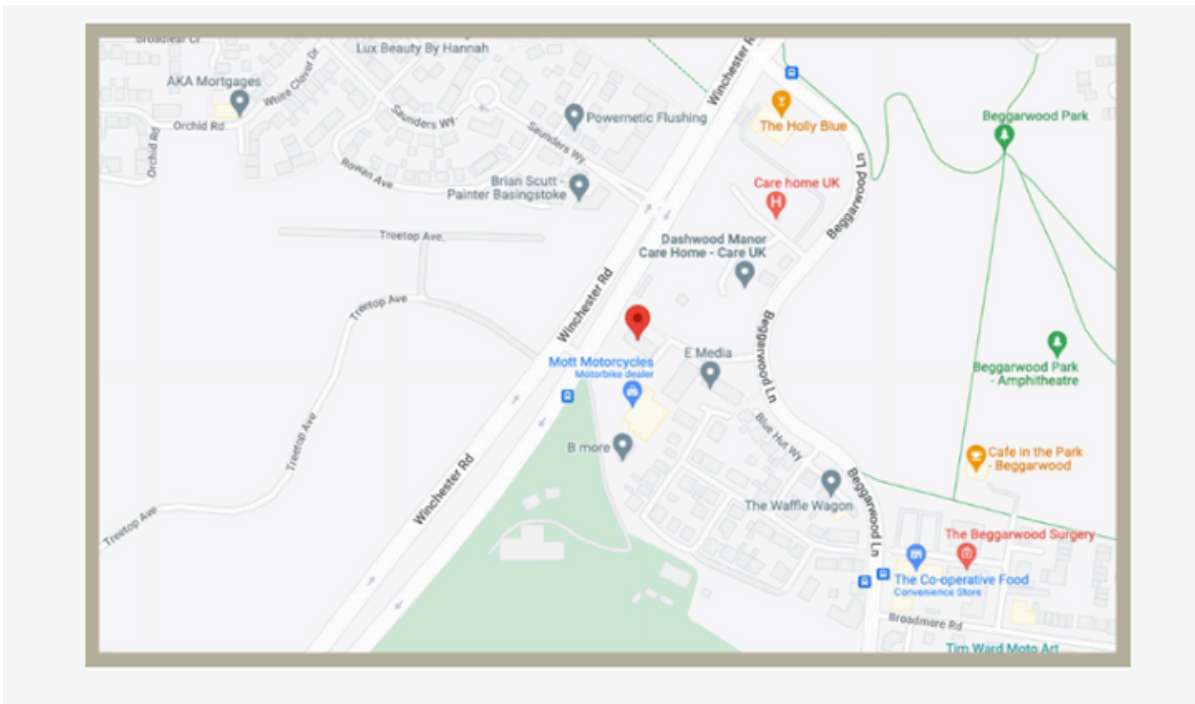 Broadlear Cl
Lux Beauty By Hannah
AKA Mortgages
White Clover Dr
Orchid Rd
Orchid Rd
Saunders Wy
Saunders Wy
Powernetic Flushing
Rowan Ave
Brian Scutt -
Painter Basingstoke
Winchester R
The Holly Blue
Beggarwood Park
Care home UK
Beggarwood Ln
Dashwood Manor
Care Home - Care UK
Treetop Ave.
Treetop Ave
Winchester Rd
Beggarwood Ln
E Media
Mott Motorcycles
Motorbike dealer
Beggarwood Park
- Amphitheatre
Treetop Ave
B more
Blue Hut Wy
Cafe in the Park
- Beggarwood
Winchester Rd
The Waffle Wagon
Beggarwood Ln
Treetop Ave
The Beggarwood Surgery
The Co-operative Food
Convenience Store
Broadmere Rd
Tim Ward Moto Art